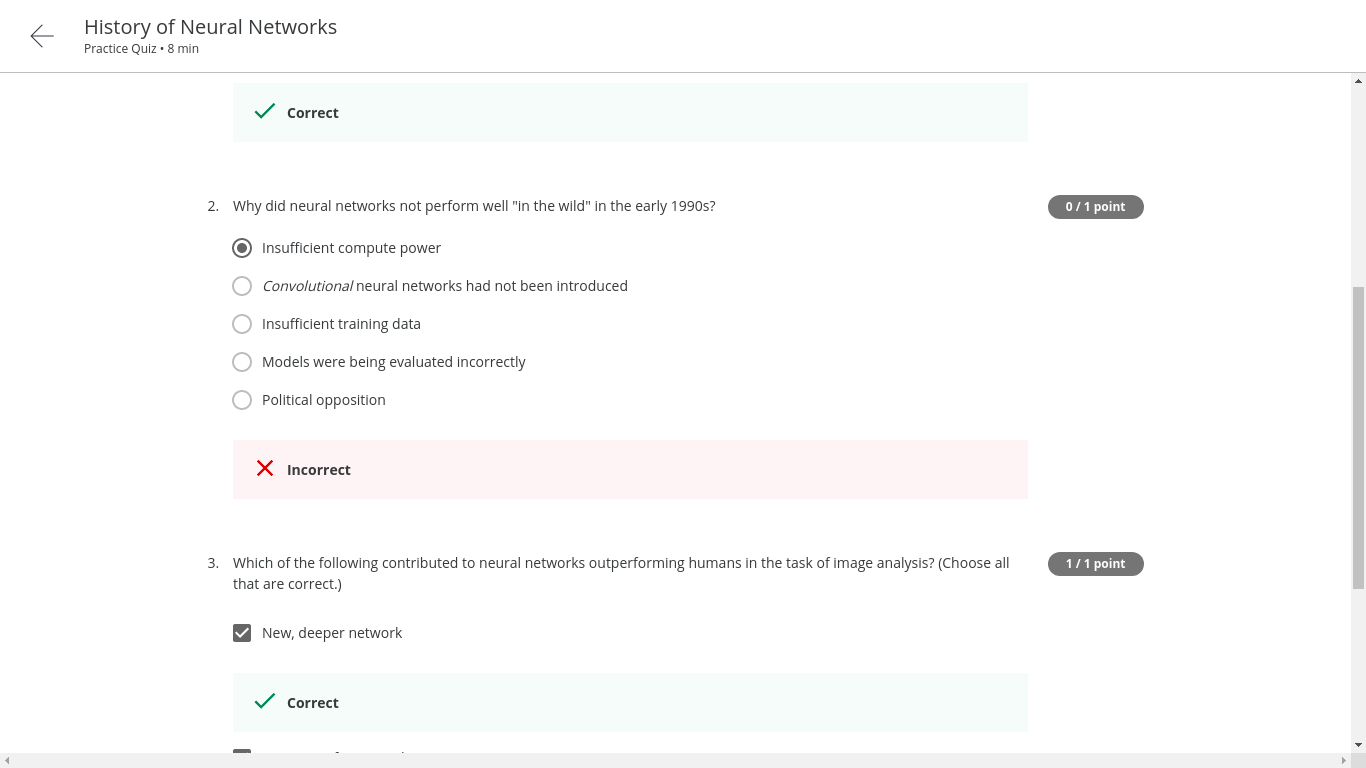 History of Neural Networks
Practice Quiz • 8 min
Correct
2. Why did neural networks not perform well "in the wild" in the early 1990s?
0 / 1 point
Insufficient compute power
Convolutional neural networks had not been introduced
Insufficient training data
Models were being evaluated incorrectly
Political opposition
Incorrect
3. Which of the following contributed to neural networks outperforming humans in the task of image analysis? (Choose all
that are correct.)
1 / 1 point
New, deeper network
Correct